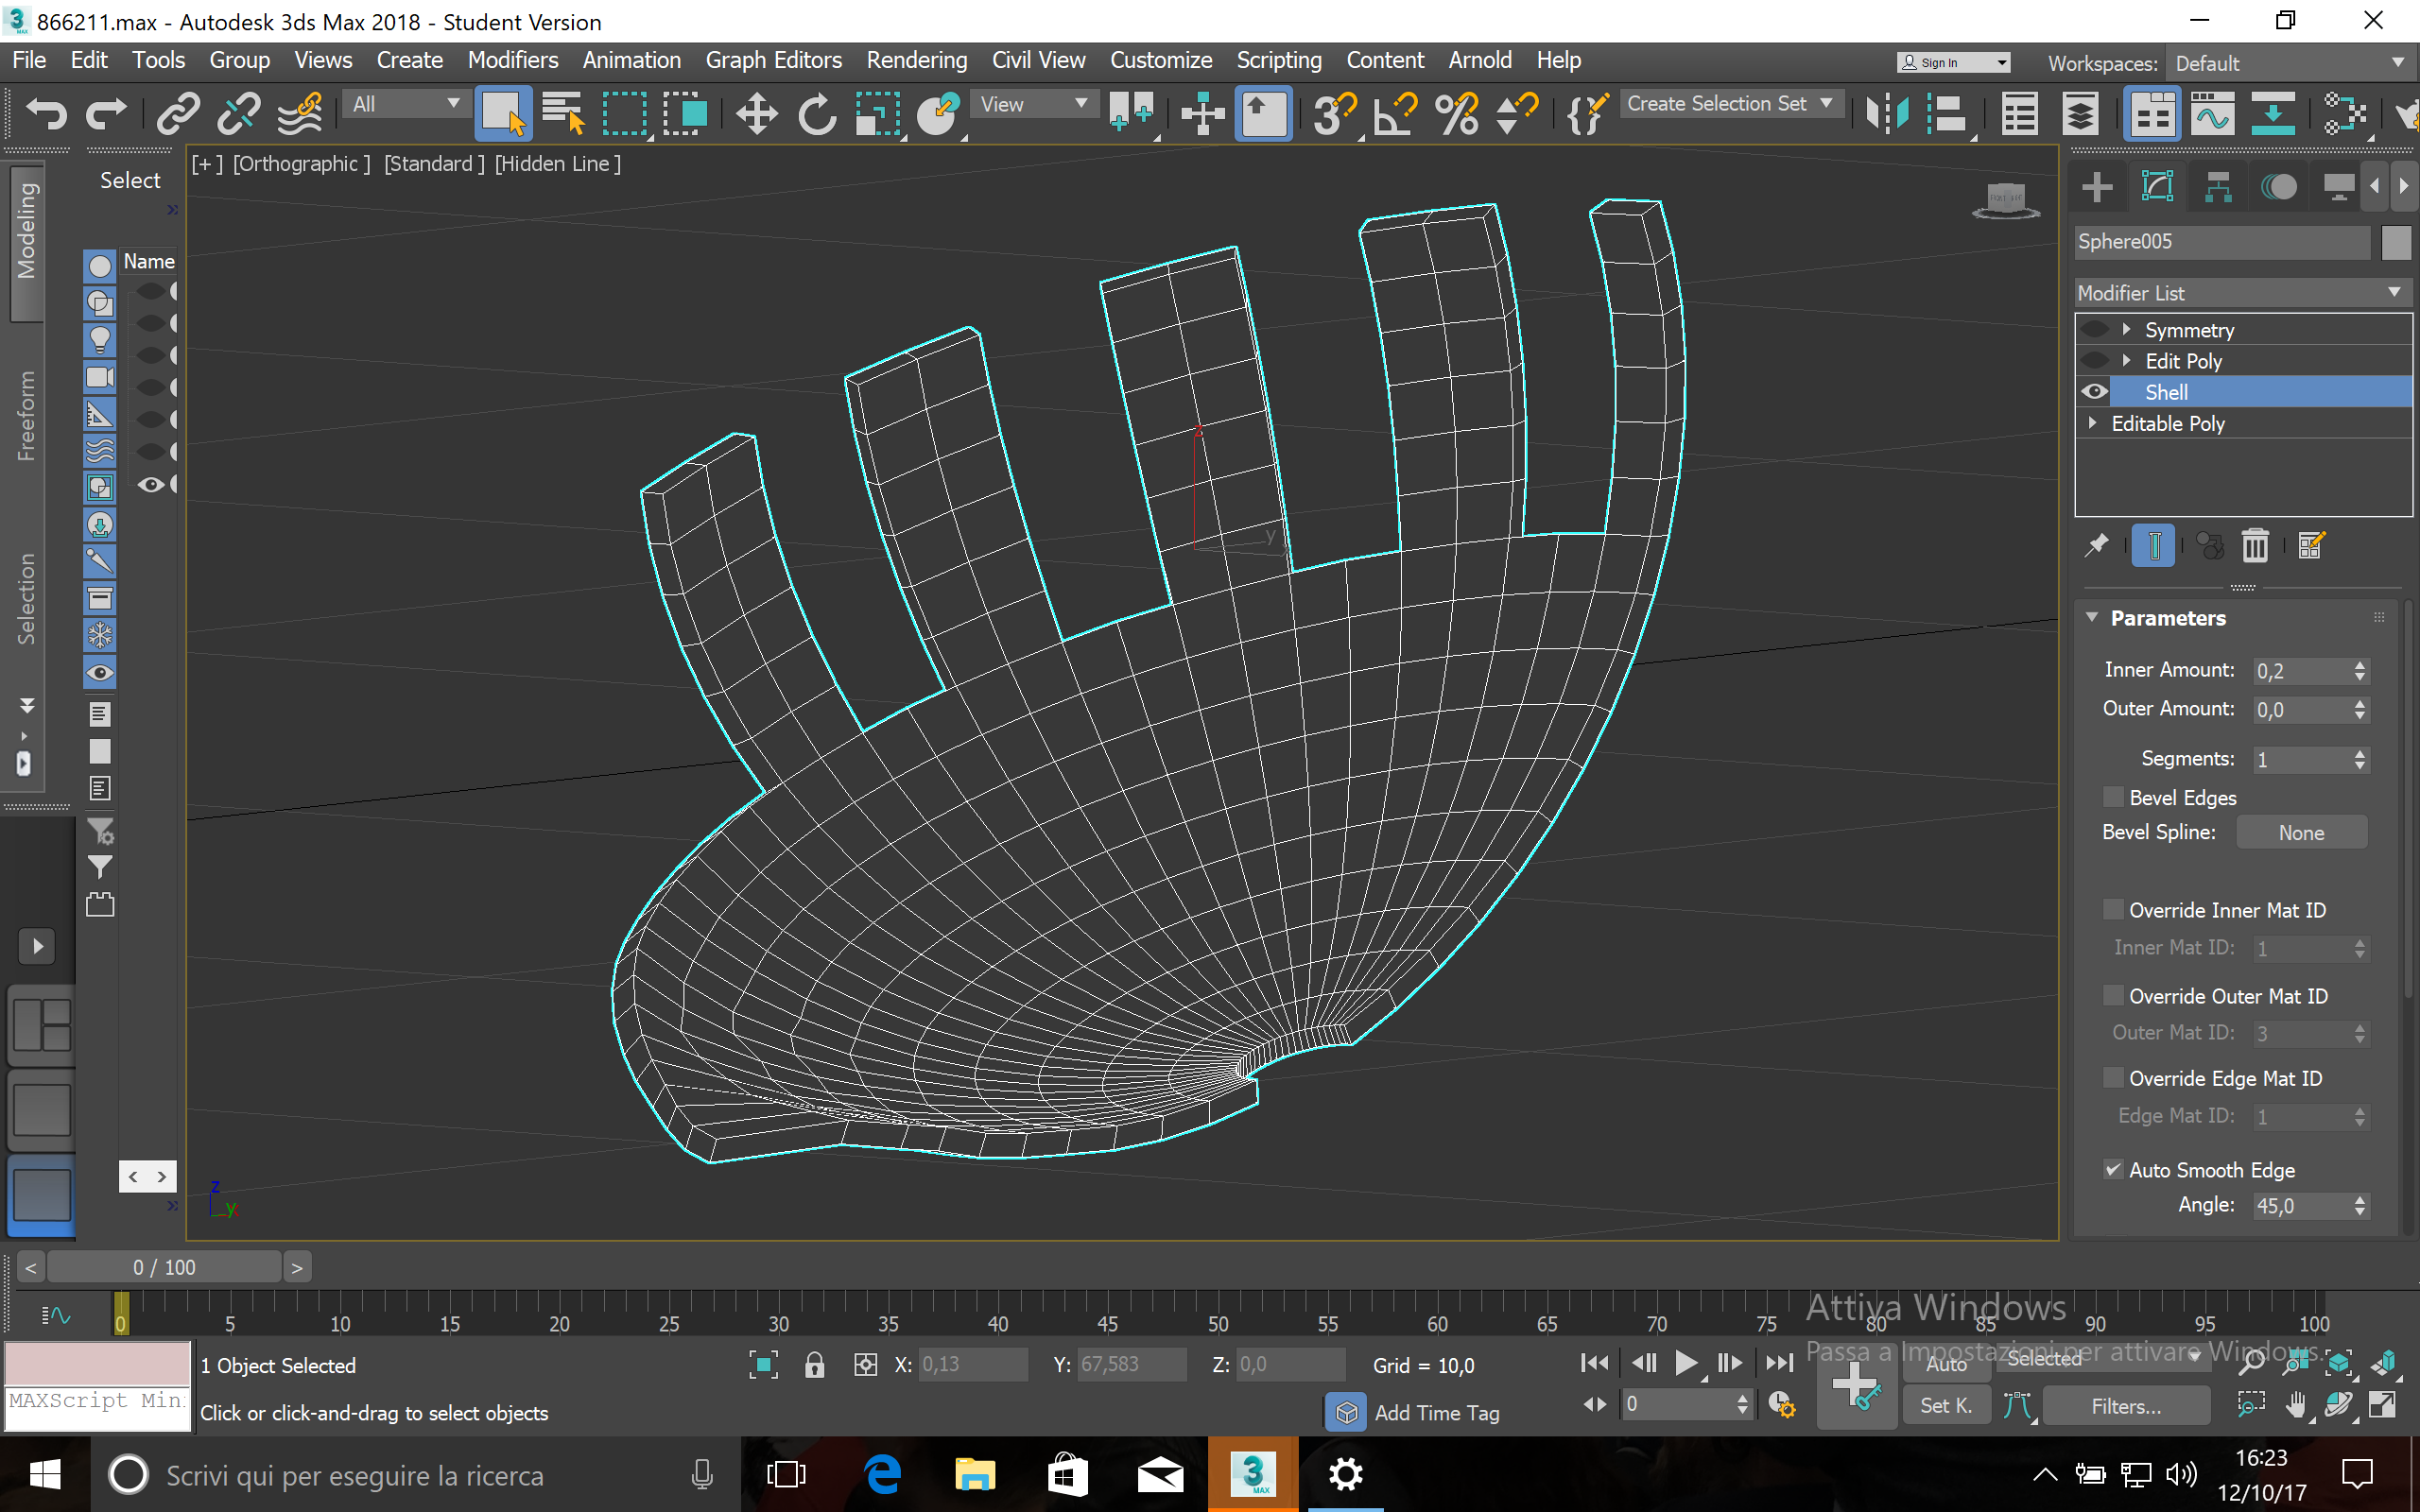 866211.max - Autodesk 3ds Max 2018 - Student Version
File Edit Tools Group Views Create Modifiers Animation Graph Editors Rendering Civil View Customize Scripting Content Arnold Help
Sign In
Workspaces: Default
All
View
Create Selection Set
Modeling
Freeform
Selection
Select
Name
[+] [Orthographic ] [Standard ] [Hidden Line ]
z
y
z
y
Sphere005
Modifier List
Symmetry
Edit Poly
Shell
Editable Poly
Parameters
Inner Amount: 0,2
Outer Amount: 0,0
Segments: 1
Bevel Edges
Bevel Spline: None
Override Inner Mat ID
Inner Mat ID: 1
Override Outer Mat ID
Outer Mat ID: 3
Override Edge Mat ID
Edge Mat ID: 1
Auto Smooth Edge
Angle: 45,0
< 0 / 100 >
0 5 10 15 20 25 30 35 40 45 50 55 60 65 70 75 80 85 90 95 100
Attiva Windows
Passa a Impostazioni per attivare Windows.
1 Object Selected
X: 0,13 Y: 67,583 Z: 0,0 Grid = 10,0
Auto Selected
MAXScript Min
Click or click-and-drag to select objects
Add Time Tag
0
Set K. Filters...
Scrivi qui per eseguire la ricerca
3 MAX
16:23
12/10/17